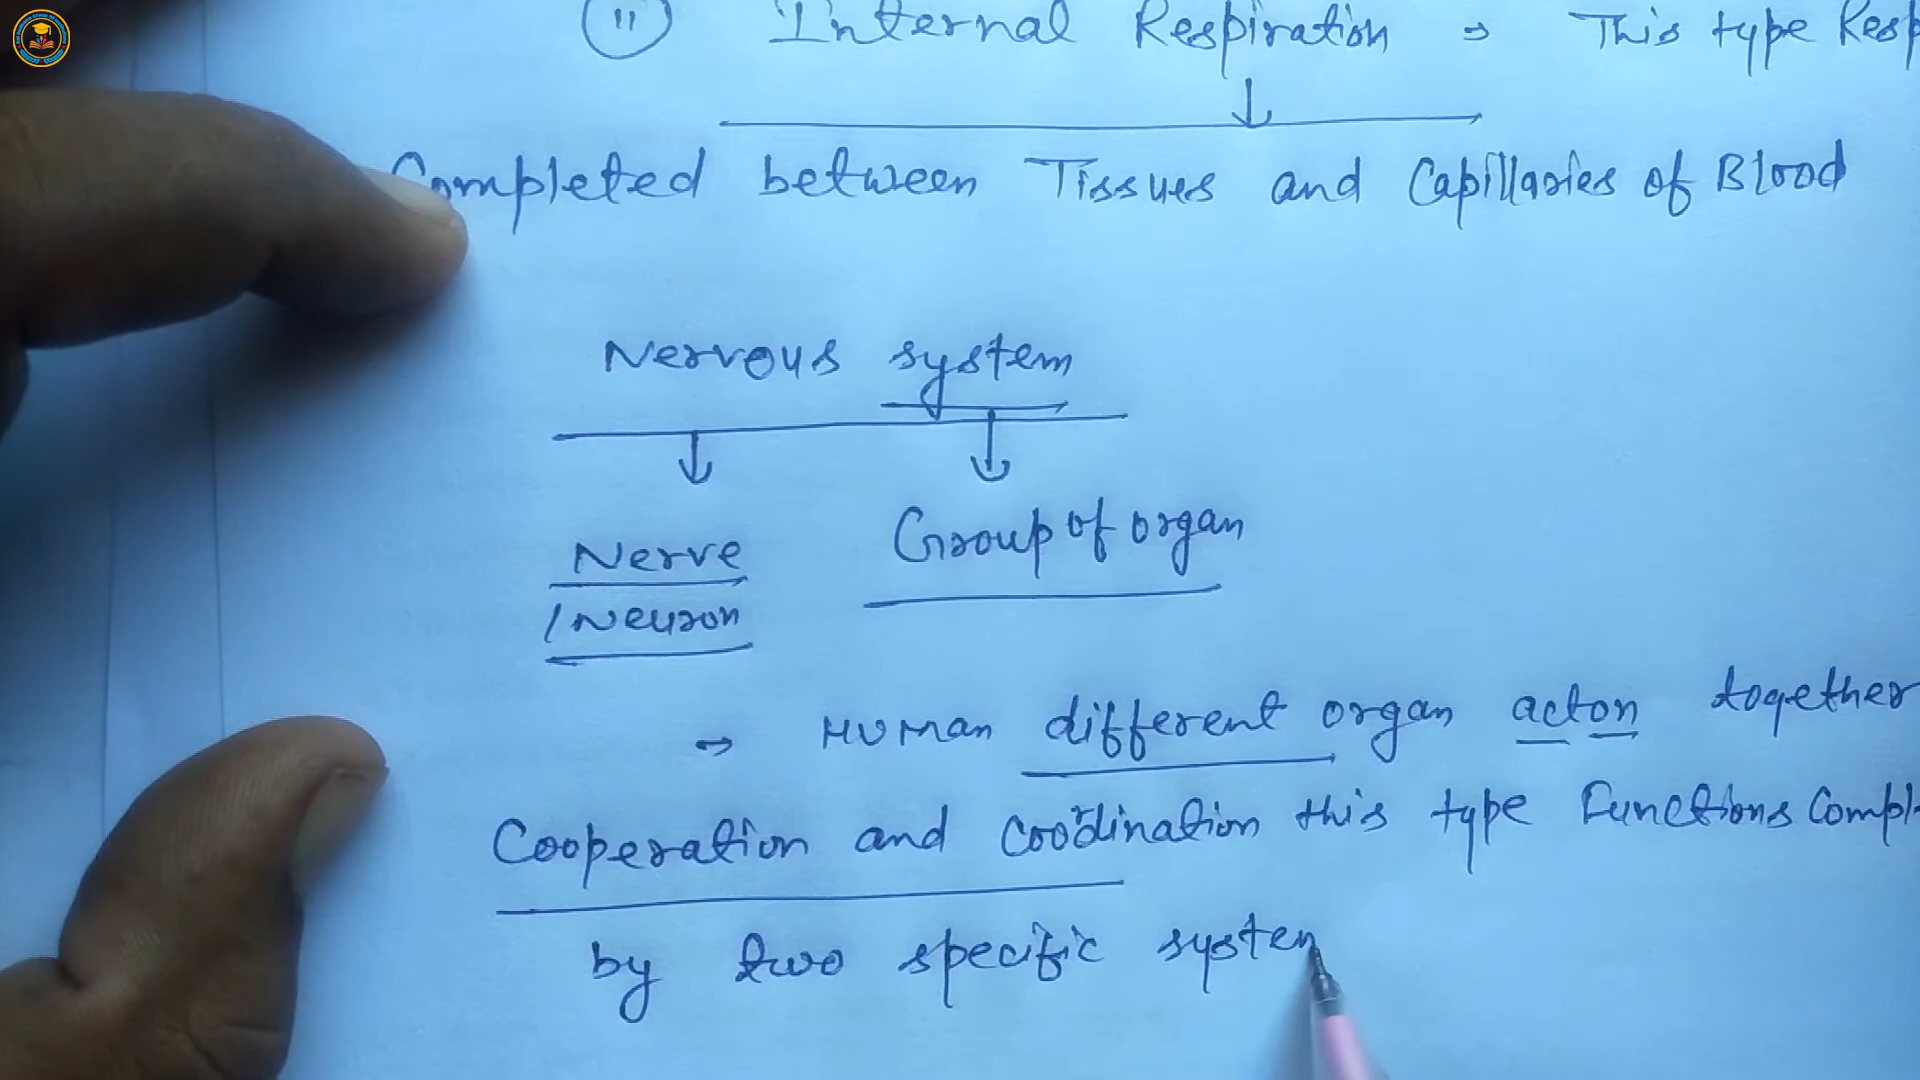 (ii) Internal Respiration → This type Resp
Completed between Tissues and Capillaries of Blood
Nervous system
Nerve
/Neuron
Group of organ
→ Human different organ acton together
Cooperation and coordination this type Functions Compl
by two specific system